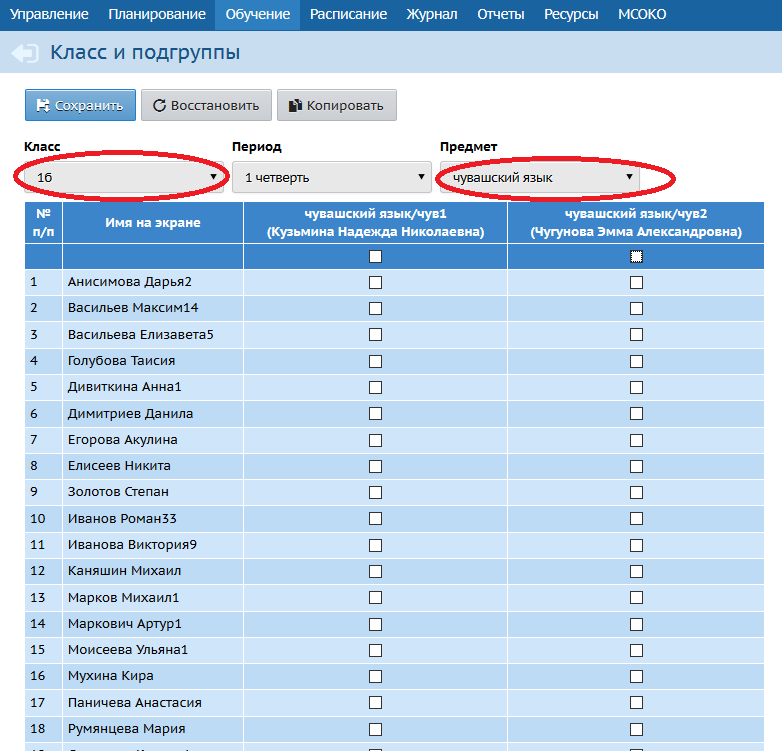 Управление Планирование Обучение Расписание Журнал Отчеты Ресурсы МСОКО
Класс и подгруппы
Сохранить Восстановить Копировать
Класс Период Предмет
1б 1 четверть чувашский язык
№ п/п Имя на экране чувашский язык/чув1 (Кузьмина Надежда Николаевна) чувашский язык/чув2 (Чугунова Эмма Александровна)
1 Анисимова Дарья2
2 Васильев Максим14
3 Васильева Елизавета5
4 Голубова Таисия
5 Дивиткина Анна1
6 Димитриев Данила
7 Егорова Акулина
8 Елисеев Никита
9 Золотов Степан
10 Иванов Роман33
11 Иванова Виктория9
12 Каняшин Михаил
13 Марков Михаил1
14 Маркович Артур1
15 Моисеева Ульяна1
16 Мухина Кира
17 Паничева Анастасия
18 Румянцева Мария